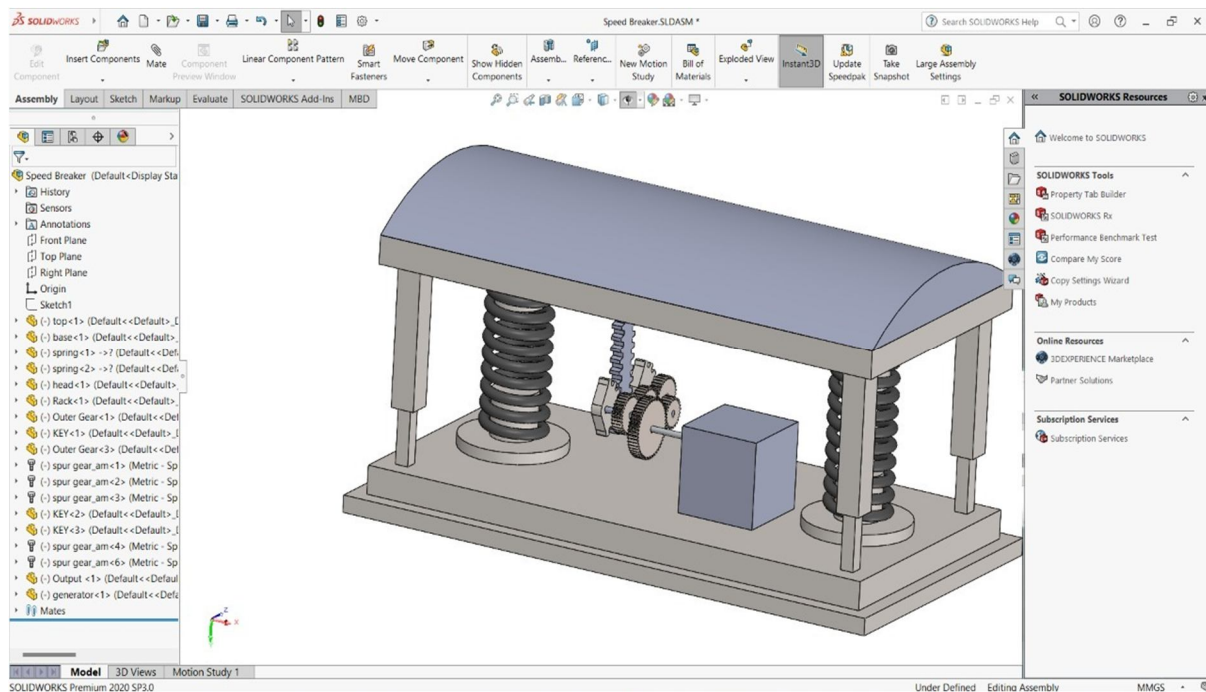 SOLIDWORKS
Speed Breaker.SLDASM *
Search SOLIDWORKS Help
Edit Component
Insert Components
Mate
Component Preview Window
Linear Component Pattern
Smart Fasteners
Move Component
Show Hidden Components
Assemb...
Referenc...
New Motion Study
Bill of Materials
Exploded View
Instant3D
Update Speedpak
Take Snapshot
Large Assembly Settings
Assembly Layout Sketch Markup Evaluate SOLIDWORKS Add-Ins MBD
Speed Breaker (Default<Display Sta
History
Sensors
Annotations
Front Plane
Top Plane
Right Plane
Origin
Sketch1
(-) top<1> (Default<<Default>_D
(-) base<1> (Default<<Default>_
(-) spring<1> ->? (Default<<Defa
(-) spring<2> ->? (Default<<Defa
(-) head<1> (Default<<Default>_
(-) Rack<1> (Default<<Default>_
(-) Outer Gear<1> (Default<<Def
(-) KEY<1> (Default<<Default>_D
(-) Outer Gear<3> (Default<<Def
(-) spur gear_am<1> (Metric - Sp
(-) spur gear_am<2> (Metric - Sp
(-) spur gear_am<3> (Metric - Sp
(-) KEY<2> (Default<<Default>_D
(-) KEY<3> (Default<<Default>_D
(-) spur gear_am<4> (Metric - Sp
(-) spur gear_am<6> (Metric - Sp
(-) Output <1> (Default<<Defaul
(-) generator<1> (Default<<Defa
Mates
z
x
SOLIDWORKS Resources
Welcome to SOLIDWORKS
SOLIDWORKS Tools
Property Tab Builder
SOLIDWORKS Rx
Performance Benchmark Test
Compare My Score
Copy Settings Wizard
My Products
Online Resources
3DEXPERIENCE Marketplace
Partner Solutions
Subscription Services
Subscription Services
Model 3D Views Motion Study 1
SOLIDWORKS Premium 2020 SP3.0
Under Defined Editing Assembly MMGS